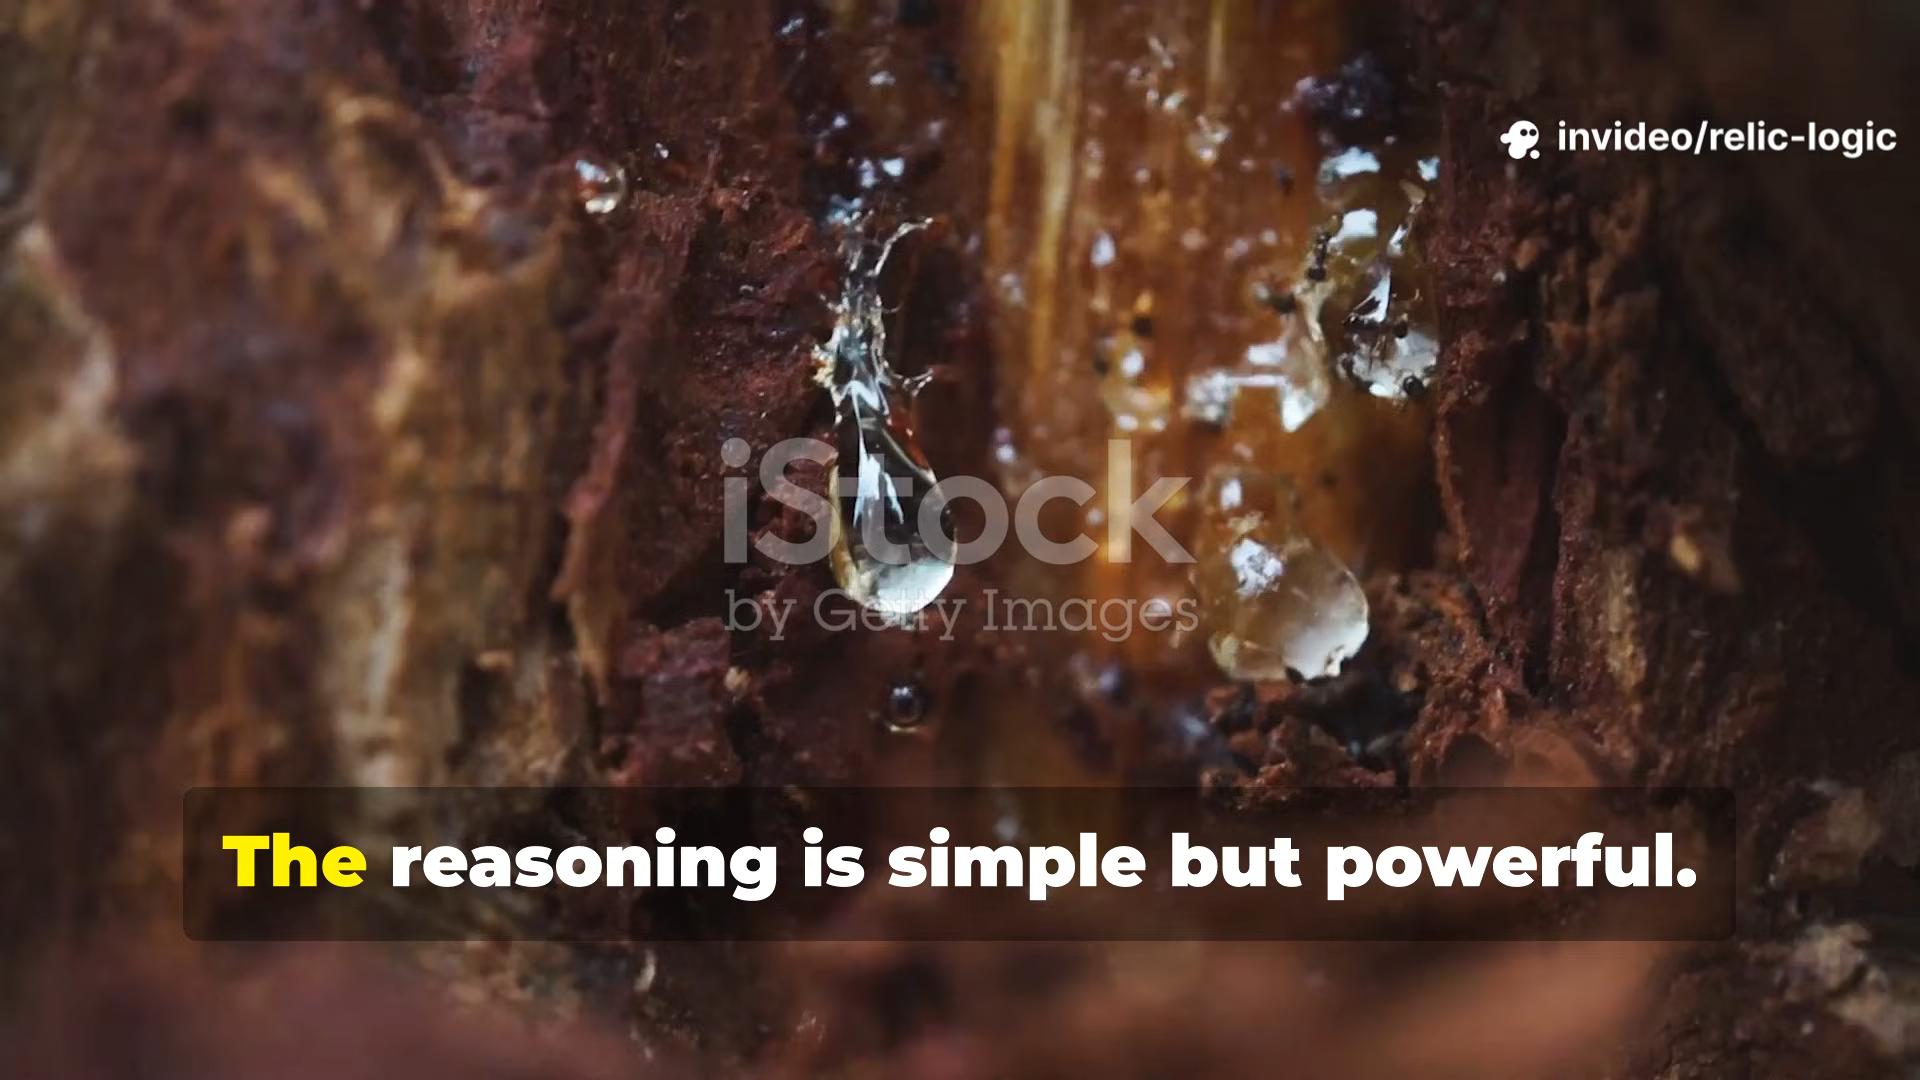 invideo/relic-logic
iStock
by Getty Images
The reasoning is simple but powerful.